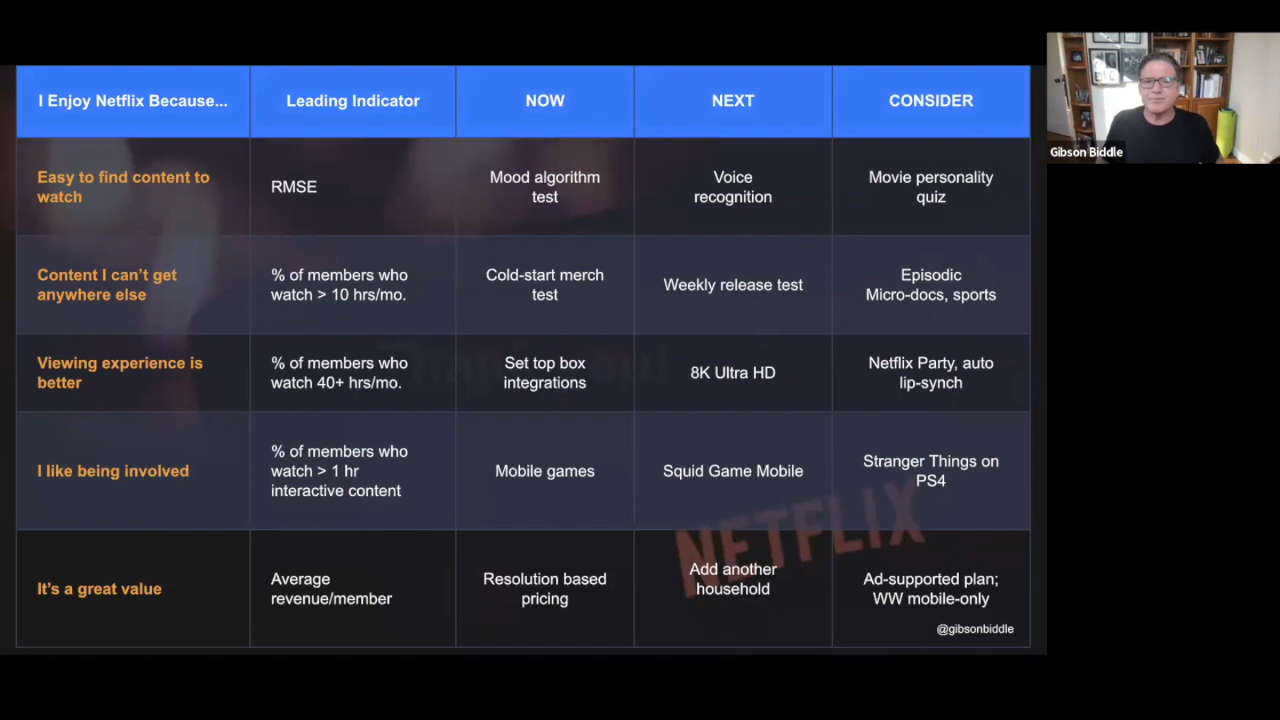 I Enjoy Netflix Because...
Leading Indicator
NOW
NEXT
CONSIDER
Easy to find content to
watch
RMSE
Mood algorithm
test
Voice
recognition
Movie personality
quiz
Content I can’t get
anywhere else
% of members who
watch > 10 hrs/mo.
Cold-start merch
test
Weekly release test
Episodic
Micro-docs, sports
Viewing experience is
better
% of members who
watch 40+ hrs/mo.
Set top box
integrations
8K Ultra HD
Netflix Party, auto
lip-synch
I like being involved
% of members who
watch > 1 hr
interactive content
Mobile games
Squid Game Mobile
Stranger Things on
PS4
It’s a great value
Average
revenue/member
Resolution based
pricing
Add another
household
Ad-supported plan;
WW mobile-only
NETFLIX
@gibsonbiddle
Gibson Biddle